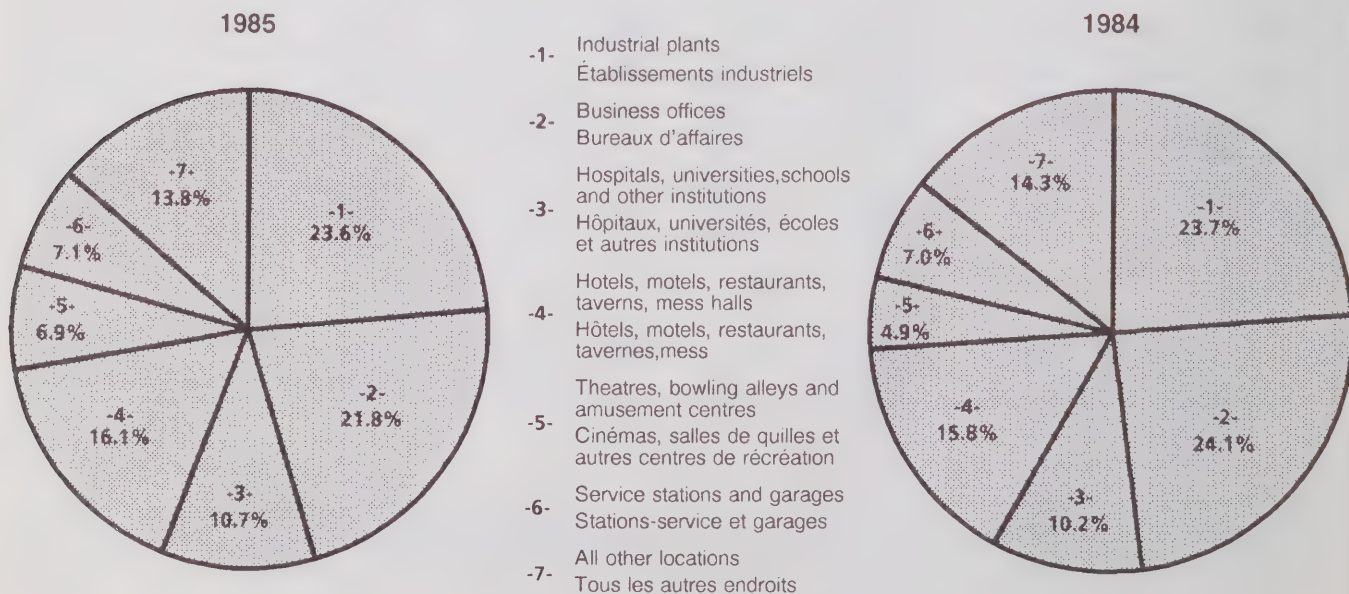 1985
-1-
23.6%
-2-
21.8%
-3-
10.7%
-4-
16.1%
-5-
6.9%
-6-
7.1%
-7-
13.8%
-1-
Industrial plants
Établissements industriels
-2-
Business offices
Bureaux d'affaires
-3-
Hospitals, universities,schools
and other institutions
Hôpitaux, universités, écoles
et autres institutions
-4-
Hotels, motels, restaurants,
taverns, mess halls
Hôtels, motels, restaurants,
tavernes,mess
-5-
Theatres, bowling alleys and
amusement centres
Cinémas, salles de quilles et
autres centres de récréation
-6-
Service stations and garages
Stations-service et garages
-7-
All other locations
Tous les autres endroits
1984
-1-
23.7%
-2-
24.1%
-3-
10.2%
-4-
15.8%
-5-
4.9%
-6-
7.0%
-7-
14.3%